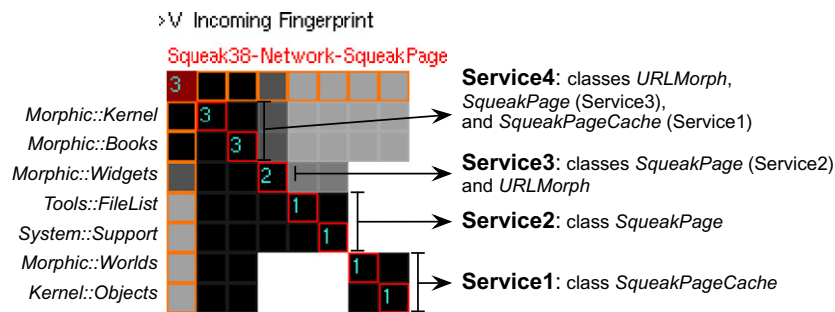 >V Incoming Fingerprint
Squeak38-Network-SqueakPage
3
Morphic::Kernel 3
Morphic::Books 3
Morphic::Widgets 2
Tools::FileList 1
System::Support 1
Morphic::Worlds 1
Kernel::Objects 1
Service4: classes URLMorph,
SqueakPage (Service3),
and SqueakPageCache (Service1)
Service3: classes SqueakPage (Service2)
and URLMorph
Service2: class SqueakPage
Service1: class SqueakPageCache